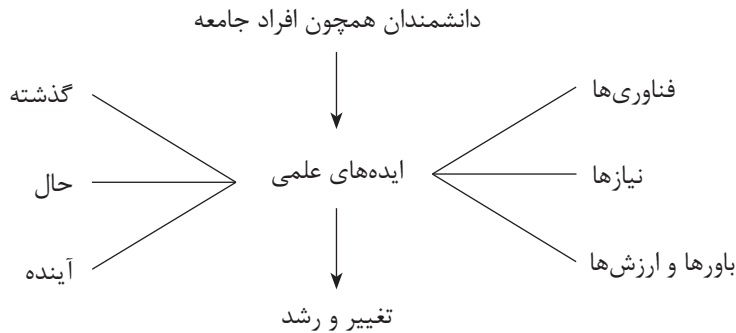 دانشمندان همچون افراد جامعه
فناوری‌ها
گذشته
ایده‌های علمی
نیازها
حال
باورها و ارزش‌ها
آینده
تغییر و رشد